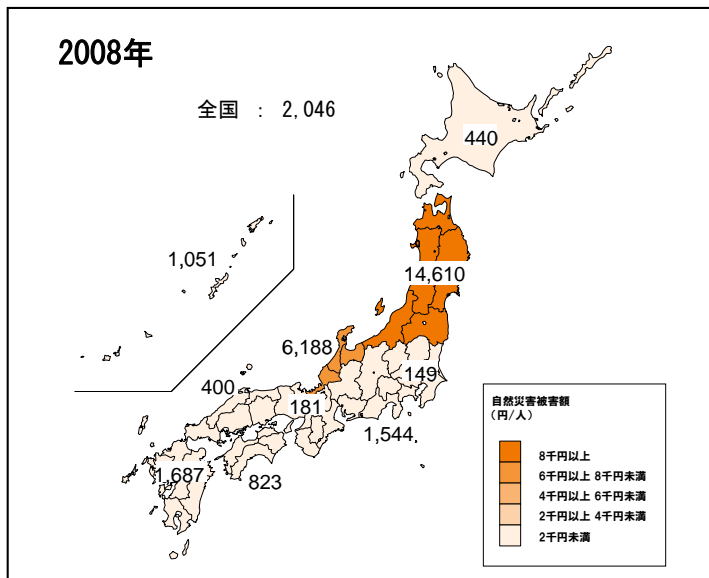 2008年
全国 ： 2,046
440
1,051
14,610
6,188
400
149
181
1,544
1,687
823
自然災害被害額
(円/人)
8千円以上
6千円以上 8千円未満
4千円以上 6千円未満
2千円以上 4千円未満
2千円未満